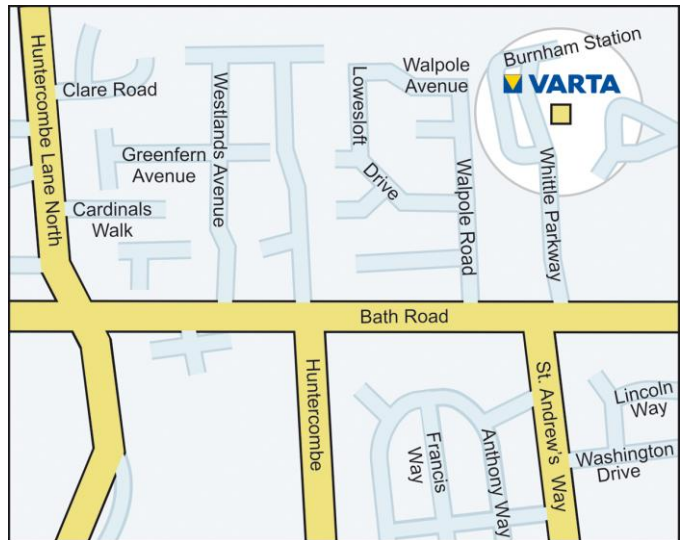 Huntercombe Lane North
Clare Road
Westlands Avenue
Greenfern
Avenue
Cardinals
Walk
Lowesloft
Drive
Walpole
Avenue
Walpole Road
Burnham Station
VARTA
Whittle Parkway
Bath Road
Huntercombe
Francis
Way
Anthony Way
St. Andrew's Way
Lincoln
Way
Washington
Drive